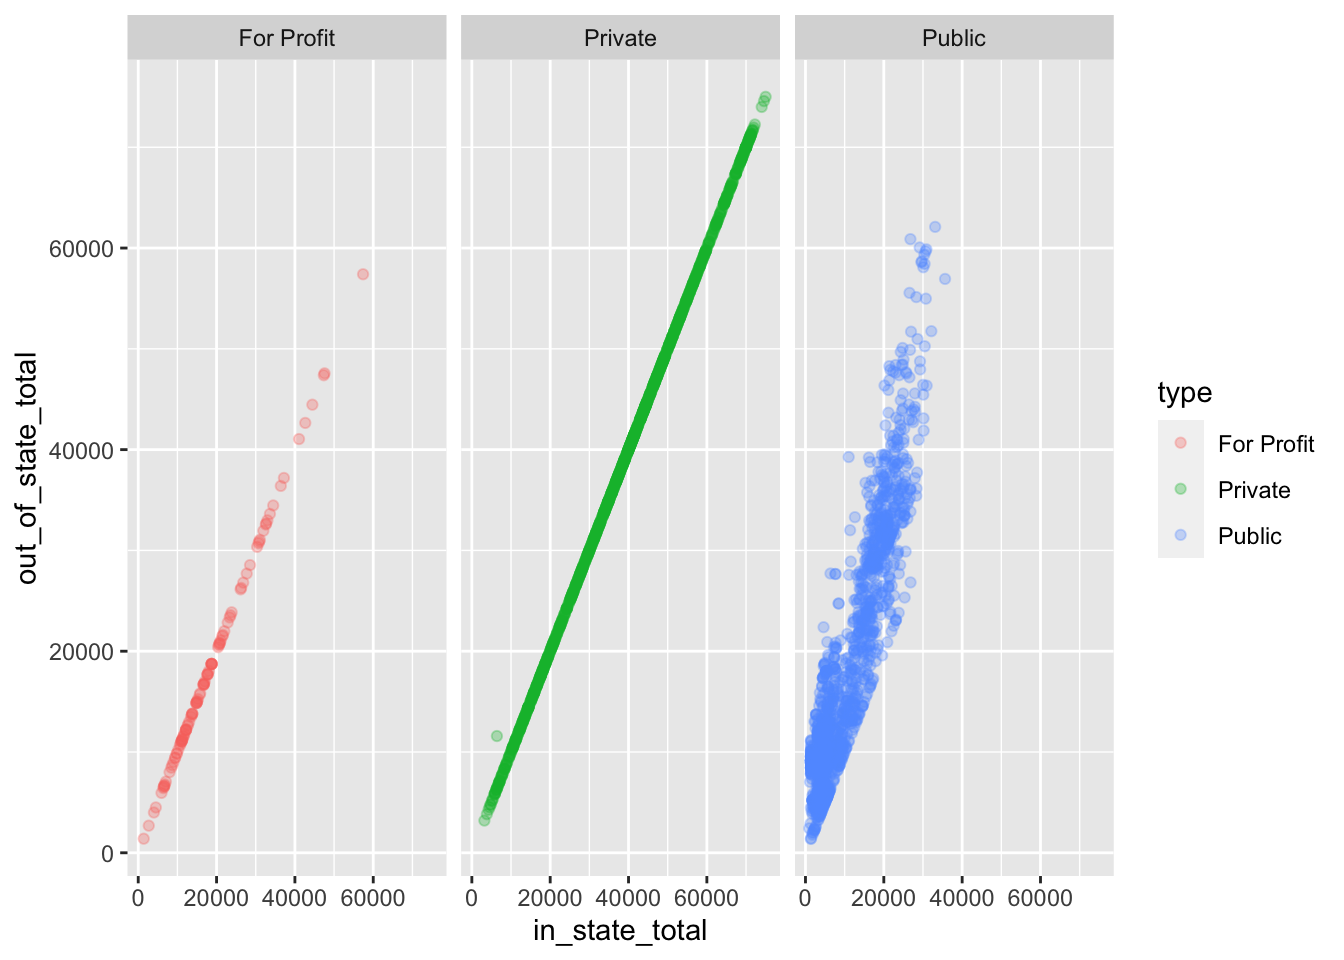 For Profit Private Public
60000
40000
20000
0
0 20000 40000 60000 0 20000 40000 60000 0 20000 40000 60000
in_state_total
out_of_state_total
type
For Profit
Private
Public